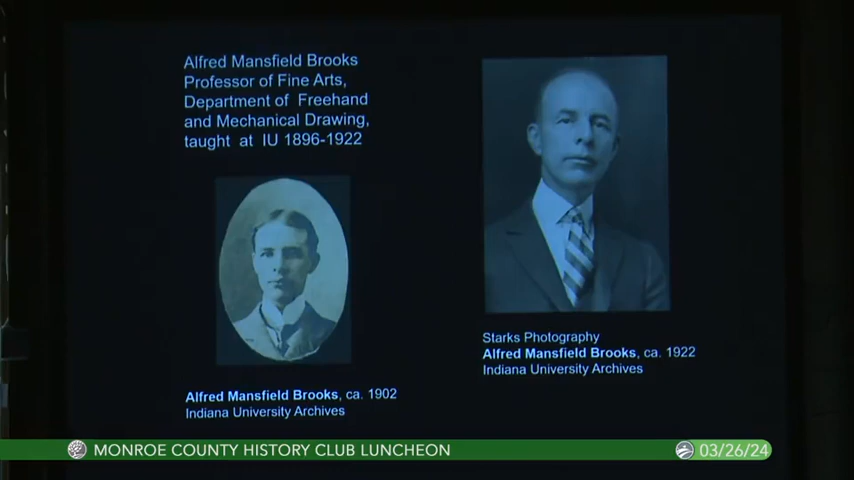 Alfred Mansfield Brooks
Professor of Fine Arts,
Department of Freehand
and Mechanical Drawing,
taught at IU 1896-1922
Alfred Mansfield Brooks, ca. 1902
Indiana University Archives
Starks Photography
Alfred Mansfield Brooks, ca. 1922
Indiana University Archives
MONROE COUNTY HISTORY CLUB LUNCHEON
03/26/24